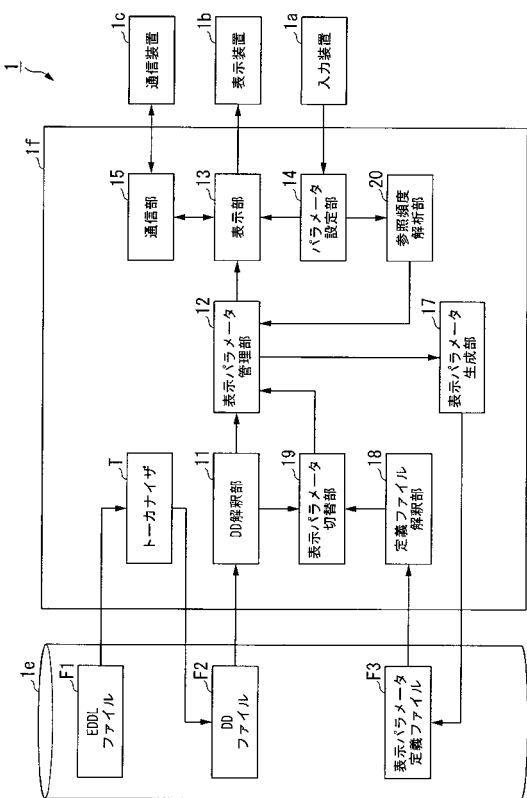 1
1e
F1
EDDL
ファイル
F2
DD
ファイル
F3
表示パラメータ
定義ファイル
1f
T
トーカナイザ
11
DD解釈部
19
表示パラメータ
切替部
18
定義ファイル
解釈部
12
表示パラメータ
管理部
17
表示パラメータ
生成部
15
通信部
13
表示部
14
パラメータ
設定部
20
参照頻度
解析部
1c
通信装置
1b
表示装置
1a
入力装置